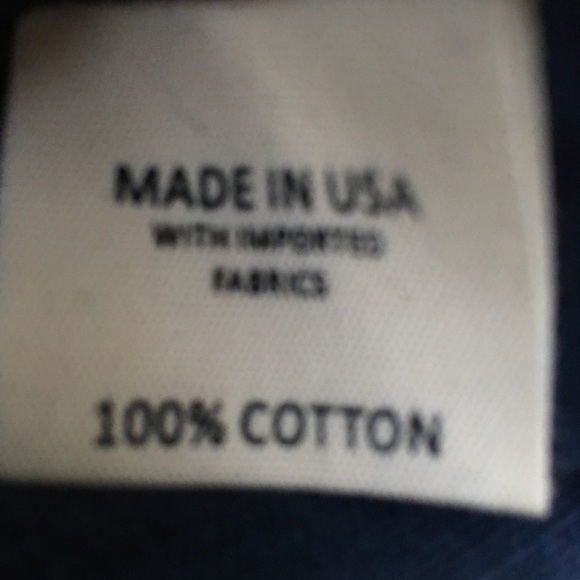 MADE IN USA
WITH IMPORTED
FABRICS
100% COTTON